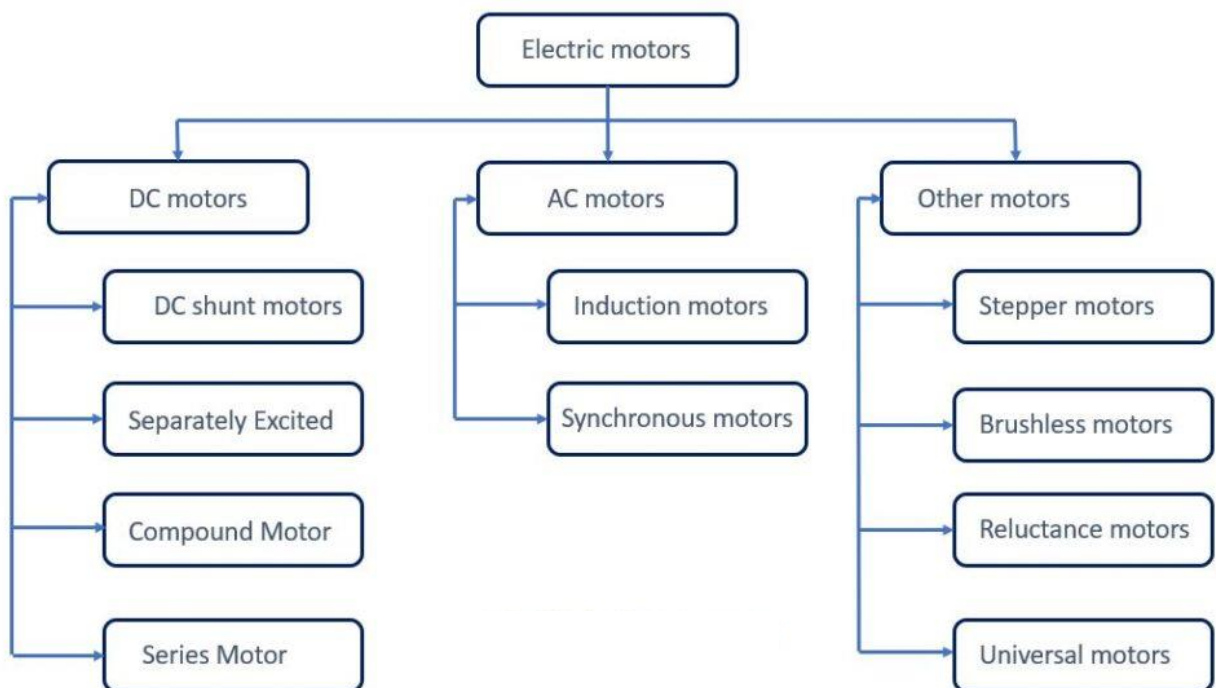 Electric motors
DC motors
DC shunt motors
Separately Excited
Compound Motor
Series Motor
AC motors
Induction motors
Synchronous motors
Other motors
Stepper motors
Brushless motors
Reluctance motors
Universal motors